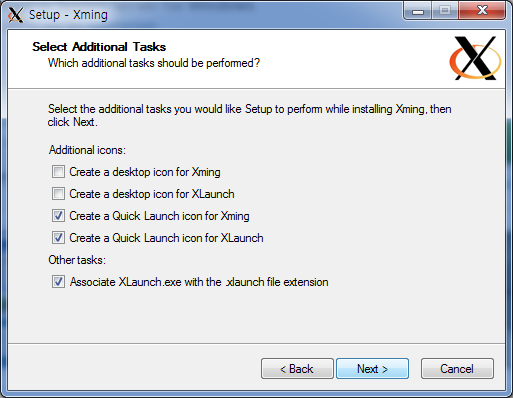 Setup - Xming
Select Additional Tasks
Which additional tasks should be performed?
Select the additional tasks you would like Setup to perform while installing Xming, then
click Next.
Additional icons:
Create a desktop icon for Xming
Create a desktop icon for XLaunch
Create a Quick Launch icon for Xming
Create a Quick Launch icon for XLaunch
Other tasks:
Associate XLaunch.exe with the .xlaunch file extension
< Back
Next >
Cancel